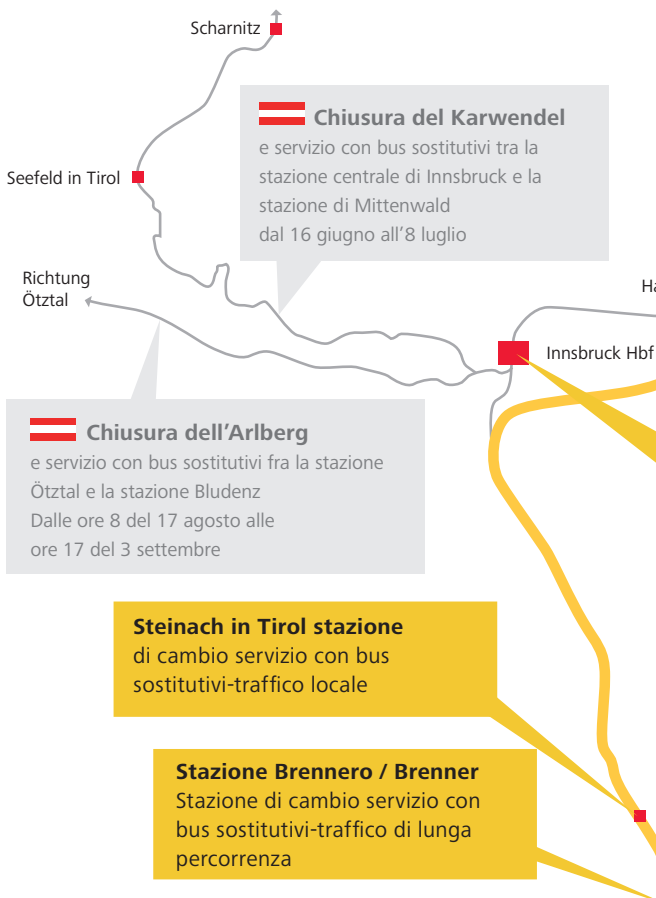 Scharnitz
Chiusura del Karwendel
e servizio con bus sostitutivi tra la
stazione centrale di Innsbruck e la
stazione di Mittenwald
dal 16 giugno all'8 luglio
Seefeld in Tirol
Richtung
Ötztal
Ha
Innsbruck Hbf
Chiusura dell'Arlberg
e servizio con bus sostitutivi fra la stazione
Ötztal e la stazione Bludenz
Dalle ore 8 del 17 agosto alle
ore 17 del 3 settembre
Steinach in Tirol stazione
di cambio servizio con bus
sostitutivi-traffico locale
Stazione Brennero / Brenner
Stazione di cambio servizio con
bus sostitutivi-traffico di lunga
percorrenza